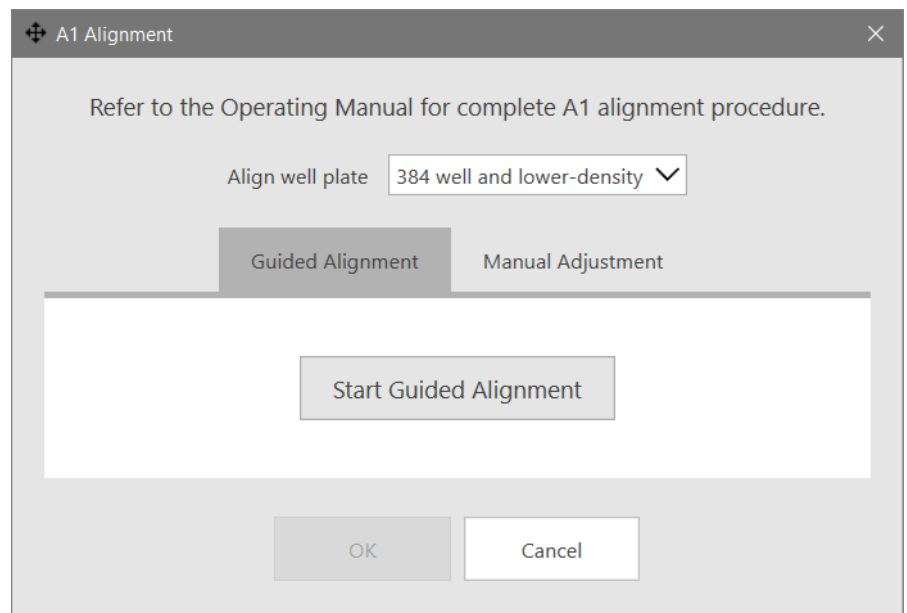 A1 Alignment
Refer to the Operating Manual for complete A1 alignment procedure.
Align well plate 384 well and lower-density
Guided Alignment Manual Adjustment
Start Guided Alignment
OK Cancel